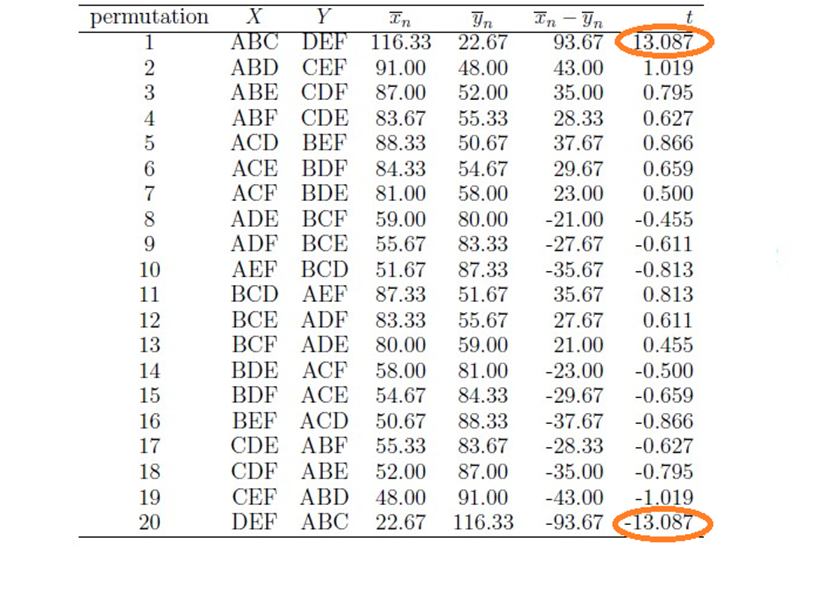 permutation X Y x̅ₙ y̅ₙ x̅ₙ − y̅ₙ t
1 ABC DEF 116.33 22.67 93.67 13.087
2 ABD CEF 91.00 48.00 43.00 1.019
3 ABE CDF 87.00 52.00 35.00 0.795
4 ABF CDE 83.67 55.33 28.33 0.627
5 ACD BEF 88.33 50.67 37.67 0.866
6 ACE BDF 84.33 54.67 29.67 0.659
7 ACF BDE 81.00 58.00 23.00 0.500
8 ADE BCF 59.00 80.00 -21.00 -0.455
9 ADF BCE 55.67 83.33 -27.67 -0.611
10 AEF BCD 51.67 87.33 -35.67 -0.813
11 BCD AEF 87.33 51.67 35.67 0.813
12 BCE ADF 83.33 55.67 27.67 0.611
13 BCF ADE 80.00 59.00 21.00 0.455
14 BDE ACF 58.00 81.00 -23.00 -0.500
15 BDF ACE 54.67 84.33 -29.67 -0.659
16 BEF ACD 50.67 88.33 -37.67 -0.866
17 CDE ABF 55.33 83.67 -28.33 -0.627
18 CDF ABE 52.00 87.00 -35.00 -0.795
19 CEF ABD 48.00 91.00 -43.00 -1.019
20 DEF ABC 22.67 116.33 -93.67 -13.087